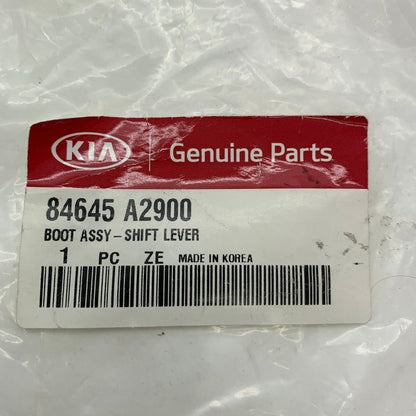 KIA Genuine Parts
84645 A2900
BOOT ASSY-SHIFT LEVER
1 PC ZE MADE IN KOREA